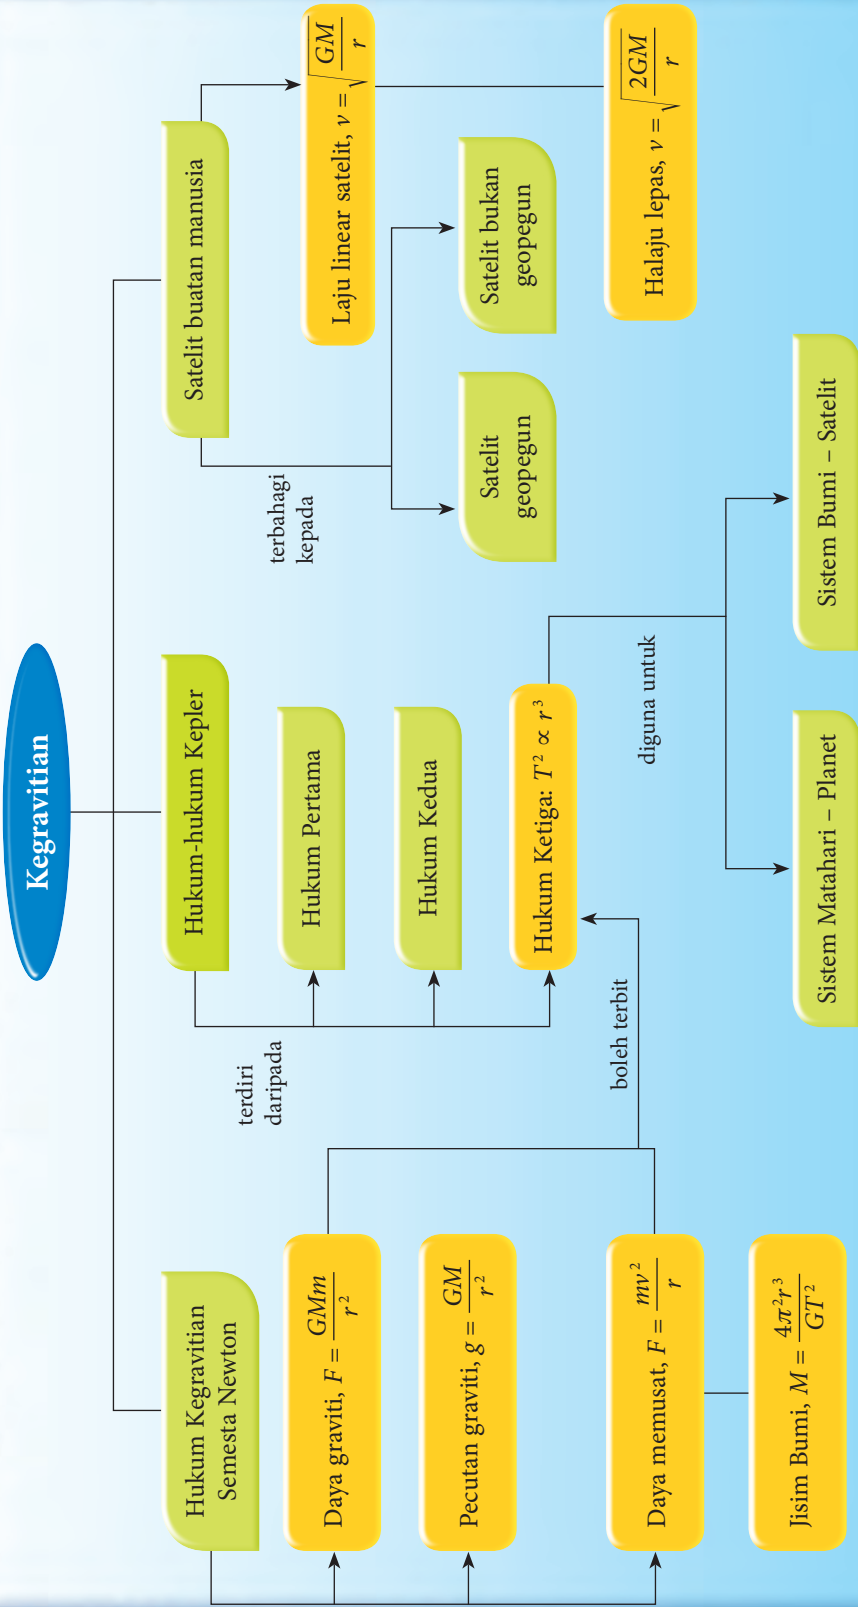 Kegravitian
Hukum Kegravitian
Semesta Newton
Daya graviti, F = GMm / r²
Pecutan graviti, g = GM / r²
Daya memusat, F = mv² / r
Jisim Bumi, M = 4π²r³ / GT²
boleh terbit
Hukum-hukum Kepler
terdiri
daripada
Hukum Pertama
Hukum Kedua
Hukum Ketiga: T² ∝ r³
diguna untuk
Sistem Matahari – Planet
Sistem Bumi – Satelit
Satelit buatan manusia
terbahagi
kepada
Satelit
geopegun
Satelit bukan
geopegun
Laju linear satelit, v = √(GM / r)
Halaju lepas, v = √(2GM / r)